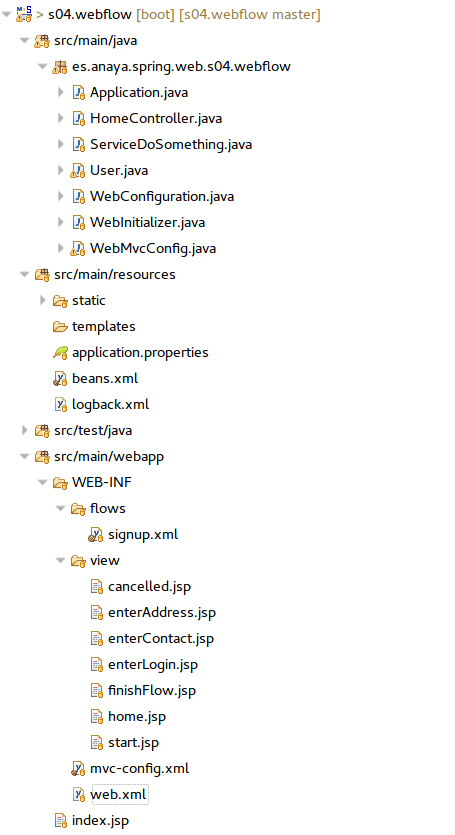 > s04.webflow [boot] [s04.webflow master]
src/main/java
es.anaya.spring.web.s04.webflow
Application.java
HomeController.java
ServiceDoSomething.java
User.java
WebConfiguration.java
WebInitializer.java
WebMvcConfig.java
src/main/resources
static
templates
application.properties
beans.xml
logback.xml
src/test/java
src/main/webapp
WEB-INF
flows
signup.xml
view
cancelled.jsp
enterAddress.jsp
enterContact.jsp
enterLogin.jsp
finishFlow.jsp
home.jsp
start.jsp
mvc-config.xml
web.xml
index.jsp